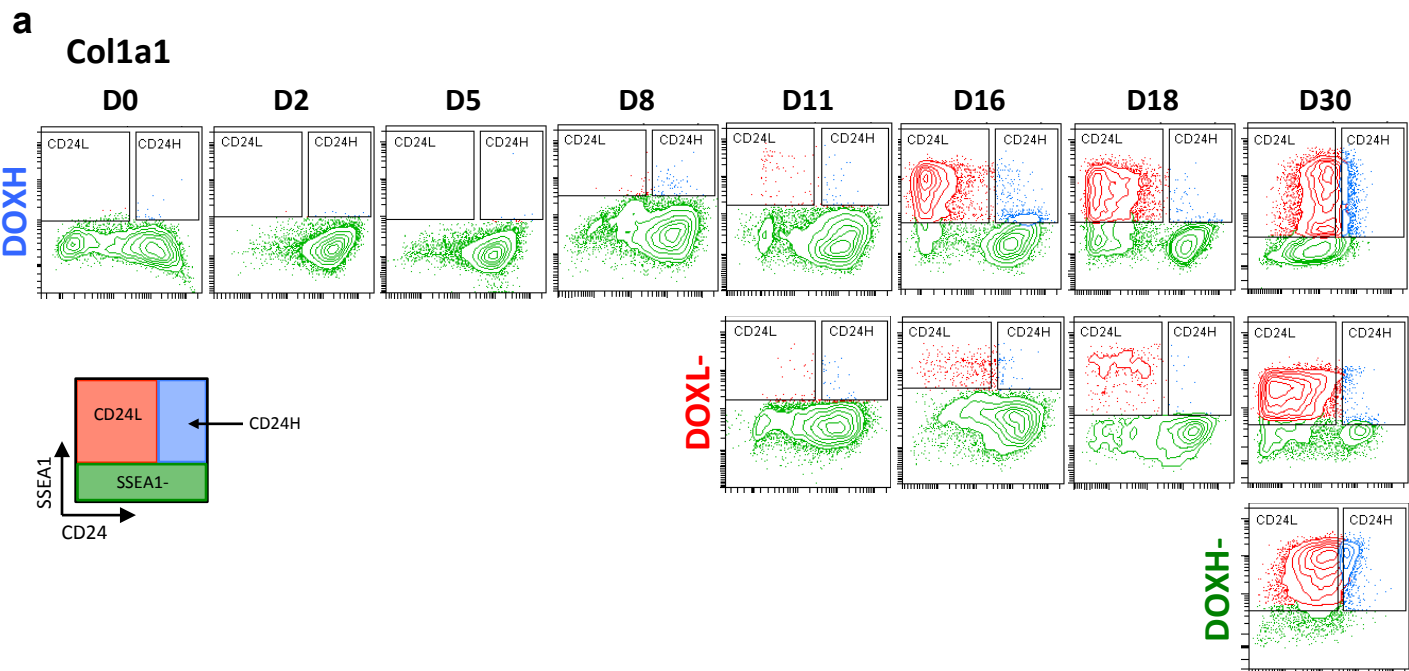 a
Col1a1
D0 D2 D5 D8 D11 D16 D18 D30
DOXH
CD24L CD24H CD24L CD24H CD24L CD24H CD24L CD24H CD24L CD24H CD24L CD24H CD24L CD24H CD24L CD24H
DOXL-
CD24L CD24H CD24L CD24H CD24L CD24H CD24L CD24H
CD24L
CD24H
SSEA1-
SSEA1
CD24
DOXH-
CD24L CD24H